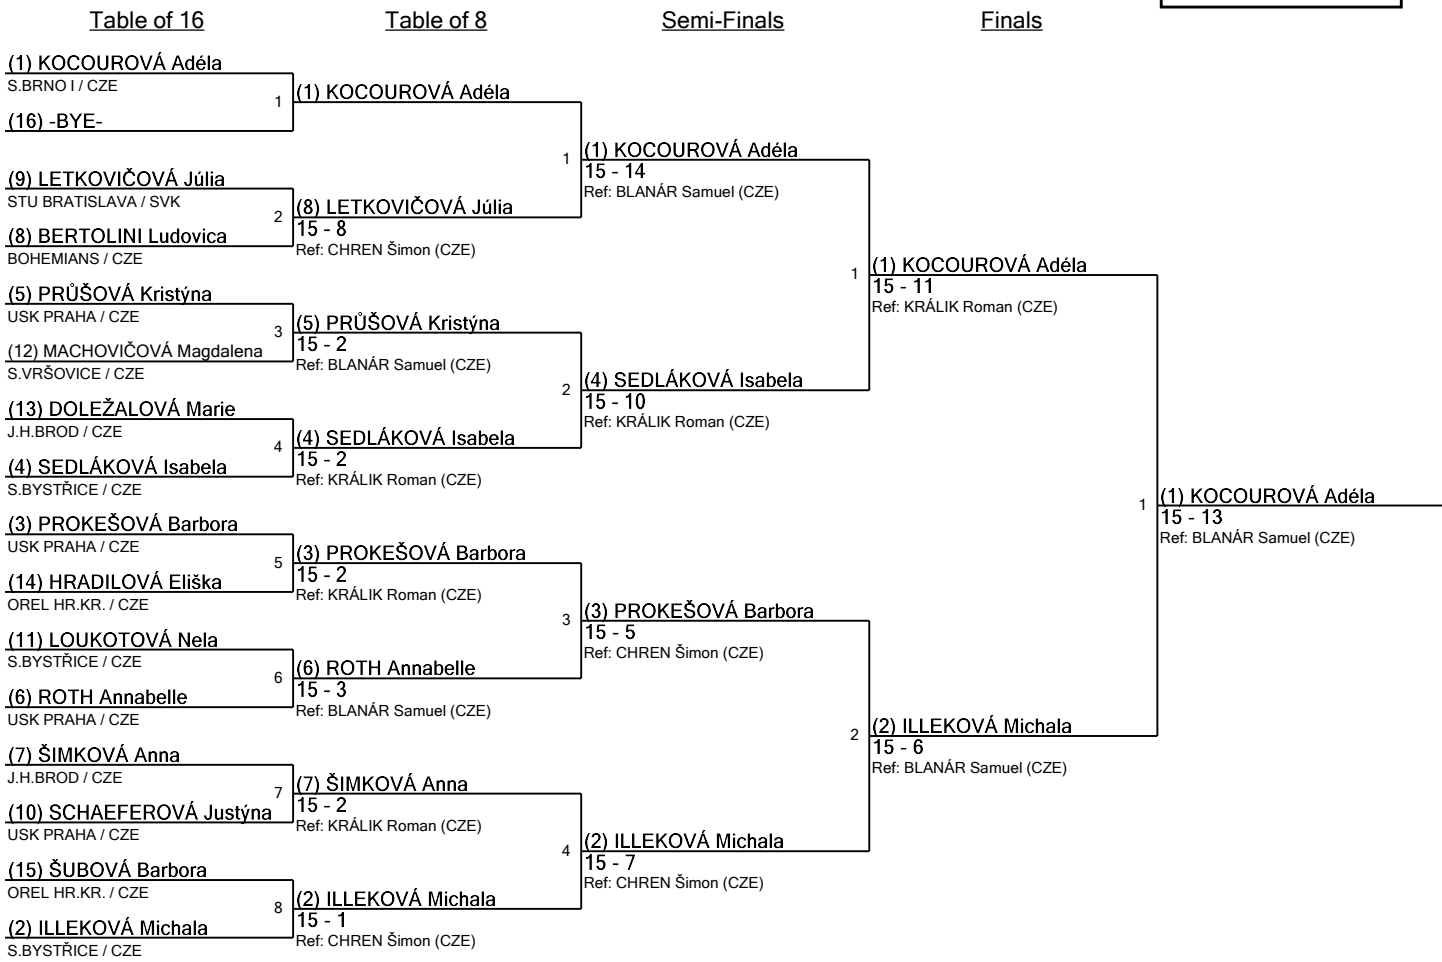 Table of 16
Table of 8
Semi-Finals
Finals
(1) KOCOUROVÁ Adéla
S.BRNO I / CZE
1
(16) -BYE-
(9) LETKOVIČOVÁ Júlia
STU BRATISLAVA / SVK
2
(8) BERTOLINI Ludovica
BOHEMIANS / CZE
(5) PRŮŠOVÁ Kristýna
USK PRAHA / CZE
3
(12) MACHOVIČOVÁ Magdalena
S.VRŠOVICE / CZE
(13) DOLEŽALOVÁ Marie
J.H.BROD / CZE
4
(4) SEDLÁKOVÁ Isabela
S.BYSTŘICE / CZE
(3) PROKEŠOVÁ Barbora
USK PRAHA / CZE
5
(14) HRADILOVÁ Eliška
OREL HR.KR. / CZE
(11) LOUKOTOVÁ Nela
S.BYSTŘICE / CZE
6
(6) ROTH Annabelle
USK PRAHA / CZE
(7) ŠIMKOVÁ Anna
J.H.BROD / CZE
7
(10) SCHAEFEROVÁ Justýna
USK PRAHA / CZE
(15) ŠUBOVÁ Barbora
OREL HR.KR. / CZE
8
(2) ILLEKOVÁ Michala
S.BYSTŘICE / CZE
(1) KOCOUROVÁ Adéla
1
(8) LETKOVIČOVÁ Júlia
15 - 8
Ref: CHREN Šimon (CZE)
(5) PRŮŠOVÁ Kristýna
15 - 2
Ref: BLANÁR Samuel (CZE)
2
(4) SEDLÁKOVÁ Isabela
15 - 2
Ref: KRÁLIK Roman (CZE)
(3) PROKEŠOVÁ Barbora
15 - 2
Ref: KRÁLIK Roman (CZE)
3
(6) ROTH Annabelle
15 - 3
Ref: BLANÁR Samuel (CZE)
(7) ŠIMKOVÁ Anna
15 - 2
Ref: KRÁLIK Roman (CZE)
4
(2) ILLEKOVÁ Michala
15 - 1
Ref: CHREN Šimon (CZE)
(1) KOCOUROVÁ Adéla
15 - 14
Ref: BLANÁR Samuel (CZE)
1
(4) SEDLÁKOVÁ Isabela
15 - 10
Ref: KRÁLIK Roman (CZE)
(3) PROKEŠOVÁ Barbora
15 - 5
Ref: CHREN Šimon (CZE)
2
(2) ILLEKOVÁ Michala
15 - 7
Ref: CHREN Šimon (CZE)
(1) KOCOUROVÁ Adéla
15 - 11
Ref: KRÁLIK Roman (CZE)
1
(2) ILLEKOVÁ Michala
15 - 6
Ref: BLANÁR Samuel (CZE)
(1) KOCOUROVÁ Adéla
15 - 13
Ref: BLANÁR Samuel (CZE)